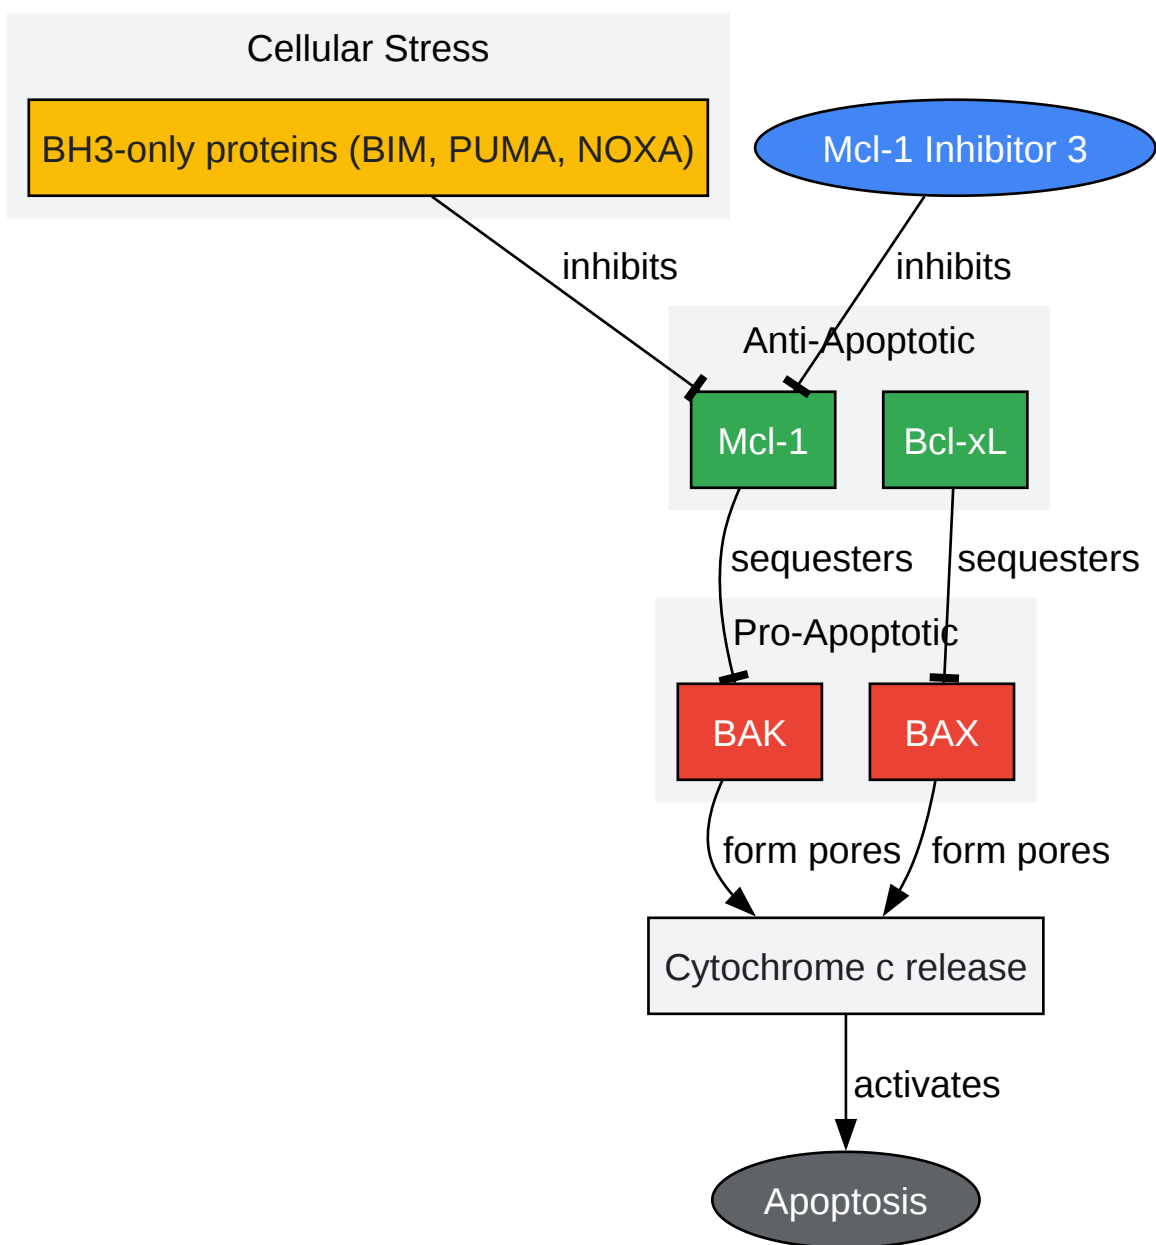 Cellular Stress
BH3-only proteins (BIM, PUMA, NOXA)
Mcl-1 Inhibitor 3
inhibits
inhibits
Anti-Apoptotic
Mcl-1
Bcl-xL
sequesters
sequesters
Pro-Apoptotic
BAK
BAX
form pores
form pores
Cytochrome c release
activates
Apoptosis